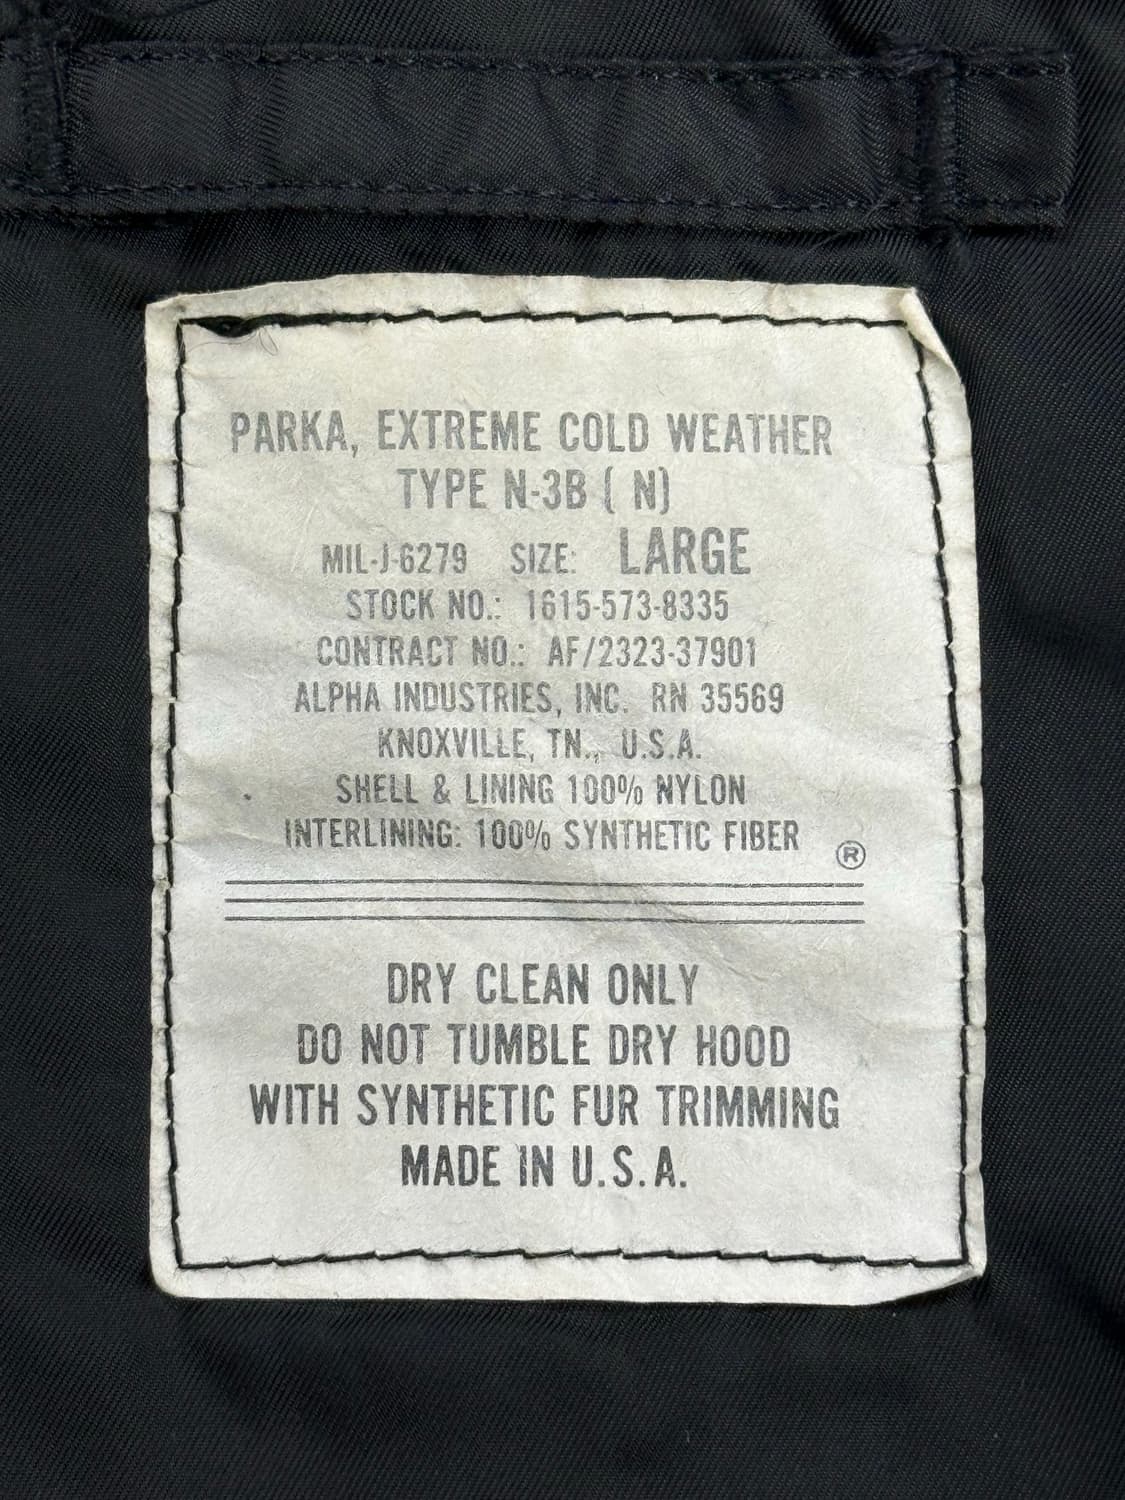 PARKA, EXTREME COLD WEATHER
TYPE N-3B ( N)
MIL-J-6279 SIZE: LARGE
STOCK NO.: 1615-573-8335
CONTRACT NO.: AF/2323-37901
ALPHA INDUSTRIES, INC. RN 35569
KNOXVILLE, TN., U.S.A.
SHELL & LINING 100% NYLON
INTERLINING: 100% SYNTHETIC FIBER ®
DRY CLEAN ONLY
DO NOT TUMBLE DRY HOOD
WITH SYNTHETIC FUR TRIMMING
MADE IN U.S.A.